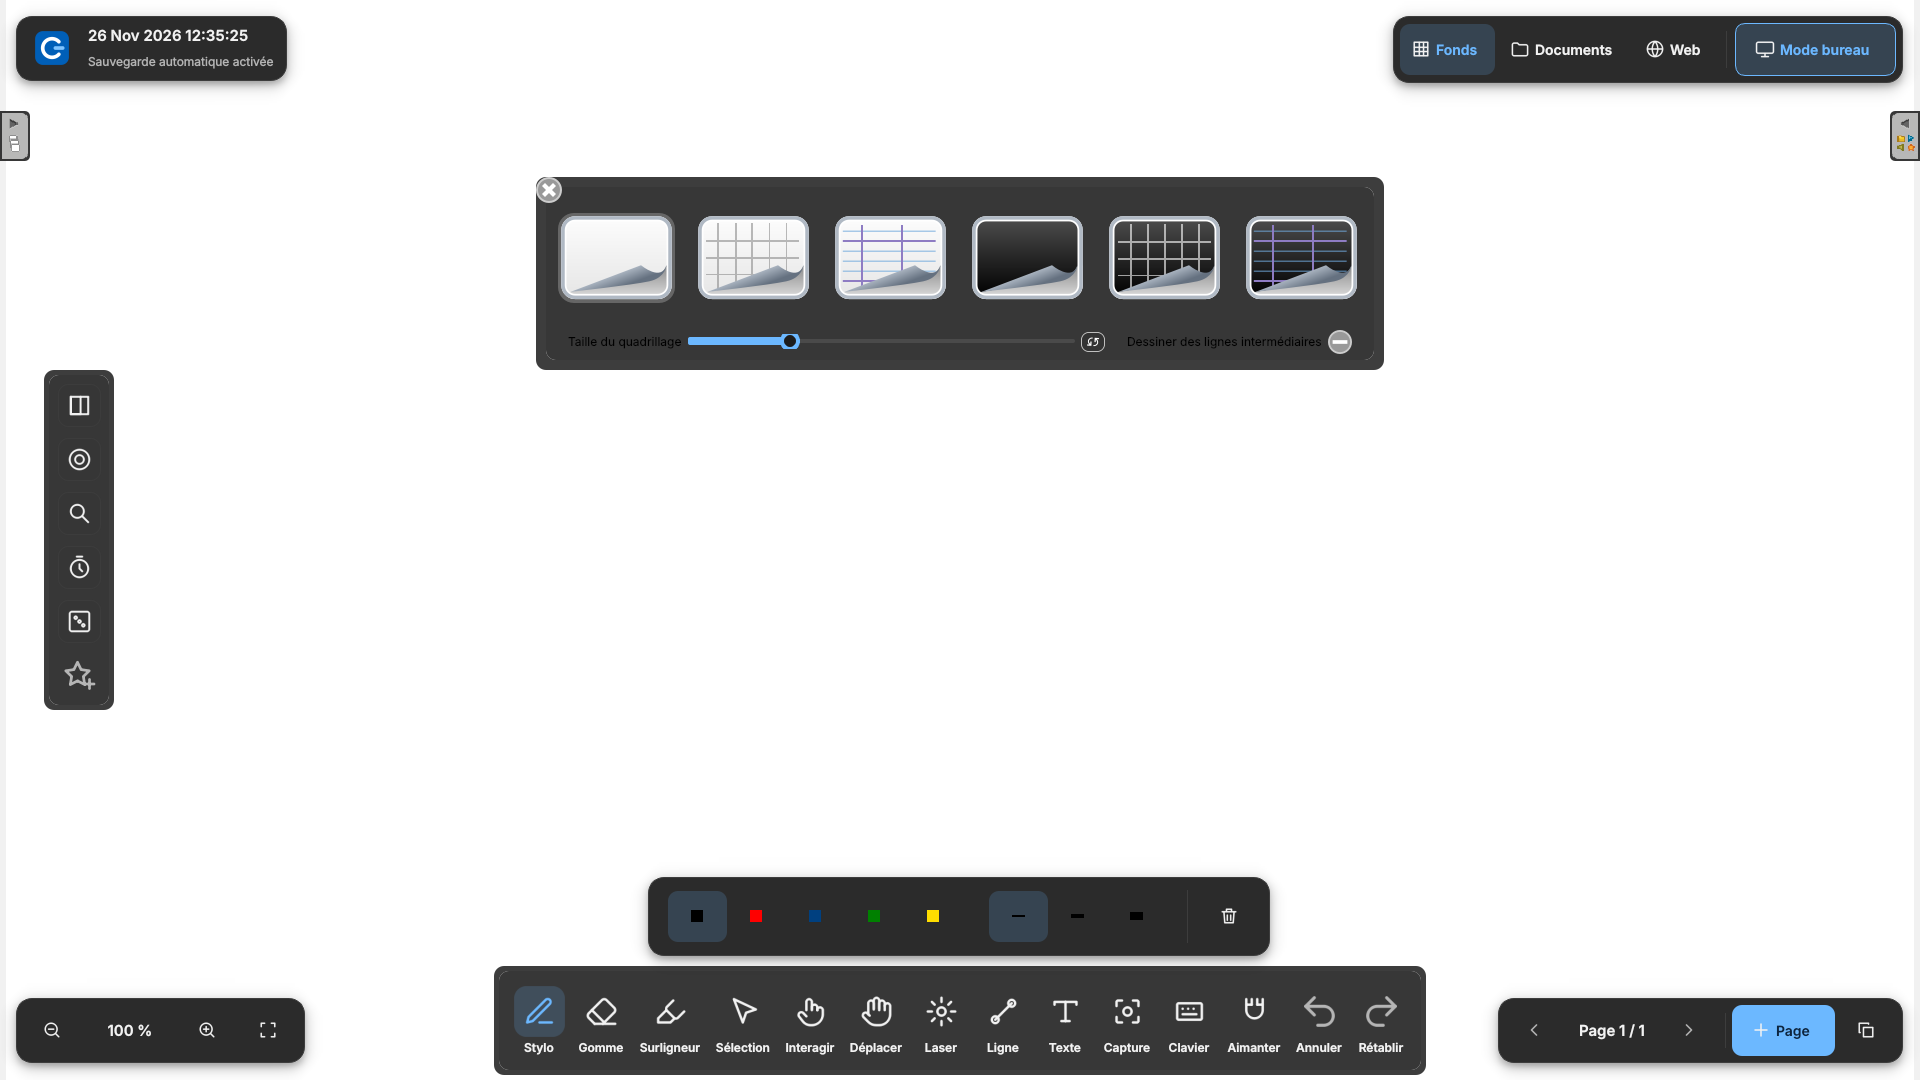 26 Nov 2026 12:35:25
Sauvegarde automatique activée
Fonds
Documents
Web
Mode bureau
Taille du quadrillage
Dessiner des lignes intermédiaires
Stylo
Gomme
Surligneur
Sélection
Interagir
Déplacer
Laser
Ligne
Texte
Capture
Clavier
Aimanter
Annuler
Rétablir
100 %
Page 1 / 1
Page